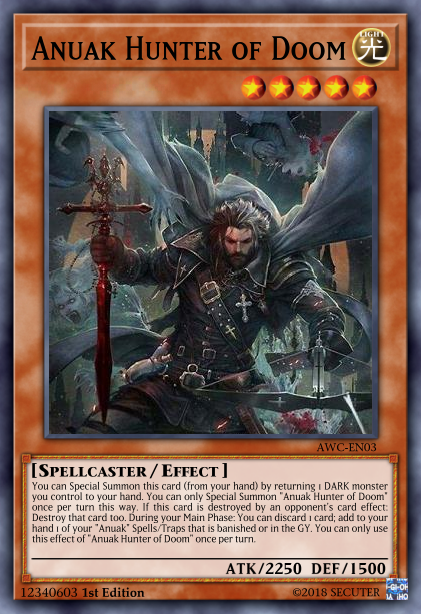 ANUAK HUNTER OF DOOM
LIGHT
光
AWC-EN03
[SPELLCASTER / EFFECT]
You can Special Summon this card (from your hand) by returning 1 DARK monster
you control to your hand. You can only Special Summon "Anuak Hunter of Doom"
once per turn this way. If this card is destroyed by an opponent's card effect:
Destroy that card too. During your Main Phase: You can discard 1 card; add to your
hand 1 of your "Anuak" Spells/Traps that is banished or in the GY. You can only use
this effect of "Anuak Hunter of Doom" once per turn.
ATK/2250 DEF/1500
12340603 1st Edition
©2018 SECUTER